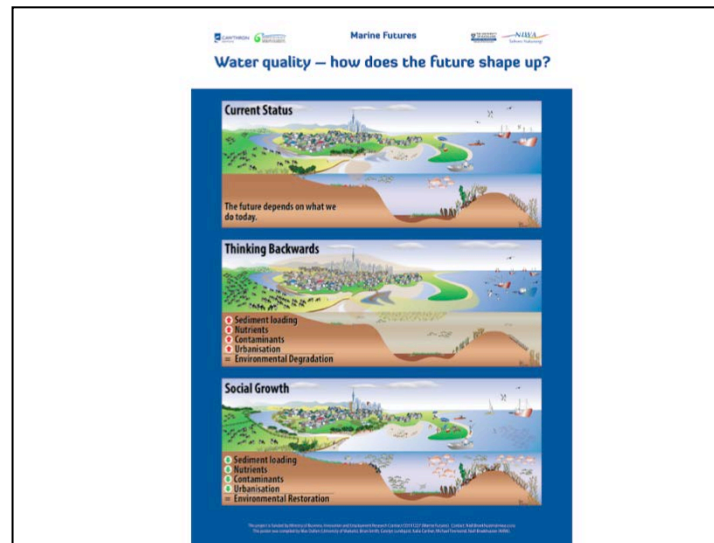 CAWTHRON
Marine Futures
NIWA
Water quality – how does the future shape up?
Current Status
The future depends on what we
do today.
Thinking Backwards
Sediment loading
Nutrients
Contaminants
Urbanisation
= Environmental Degradation
Social Growth
Sediment loading
Nutrients
Contaminants
Urbanisation
= Environmental Restoration